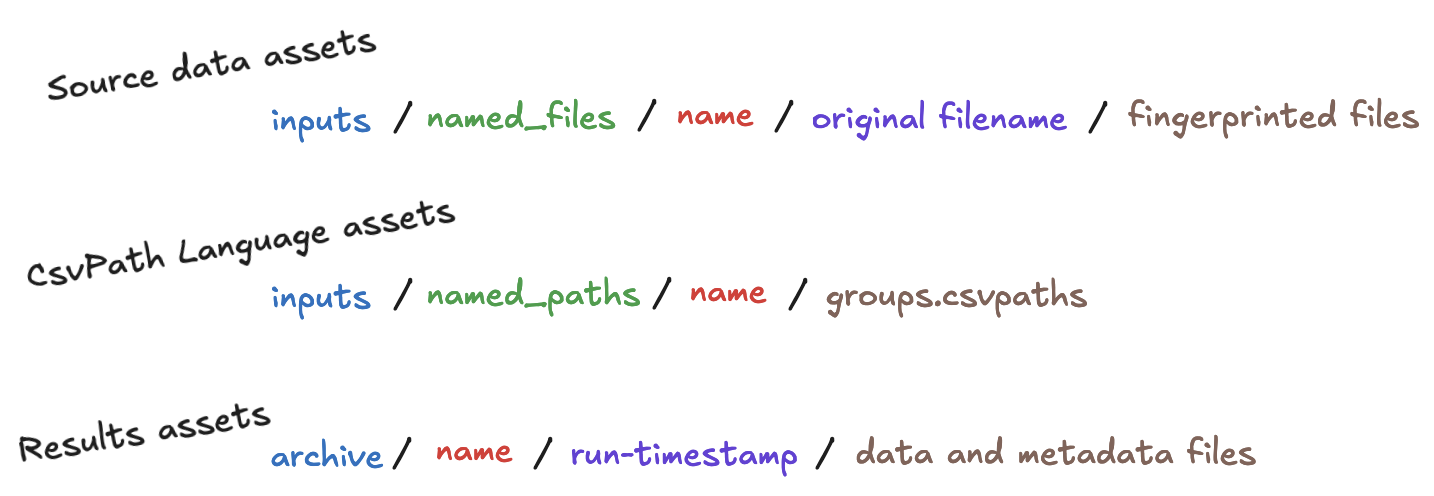 Source data assets
inputs / named_files / name / original filename / fingerprinted files
CsvPath Language assets
inputs / named_paths / name / groups.csvpaths
Results assets
archive / name / run-timestamp / data and metadata files